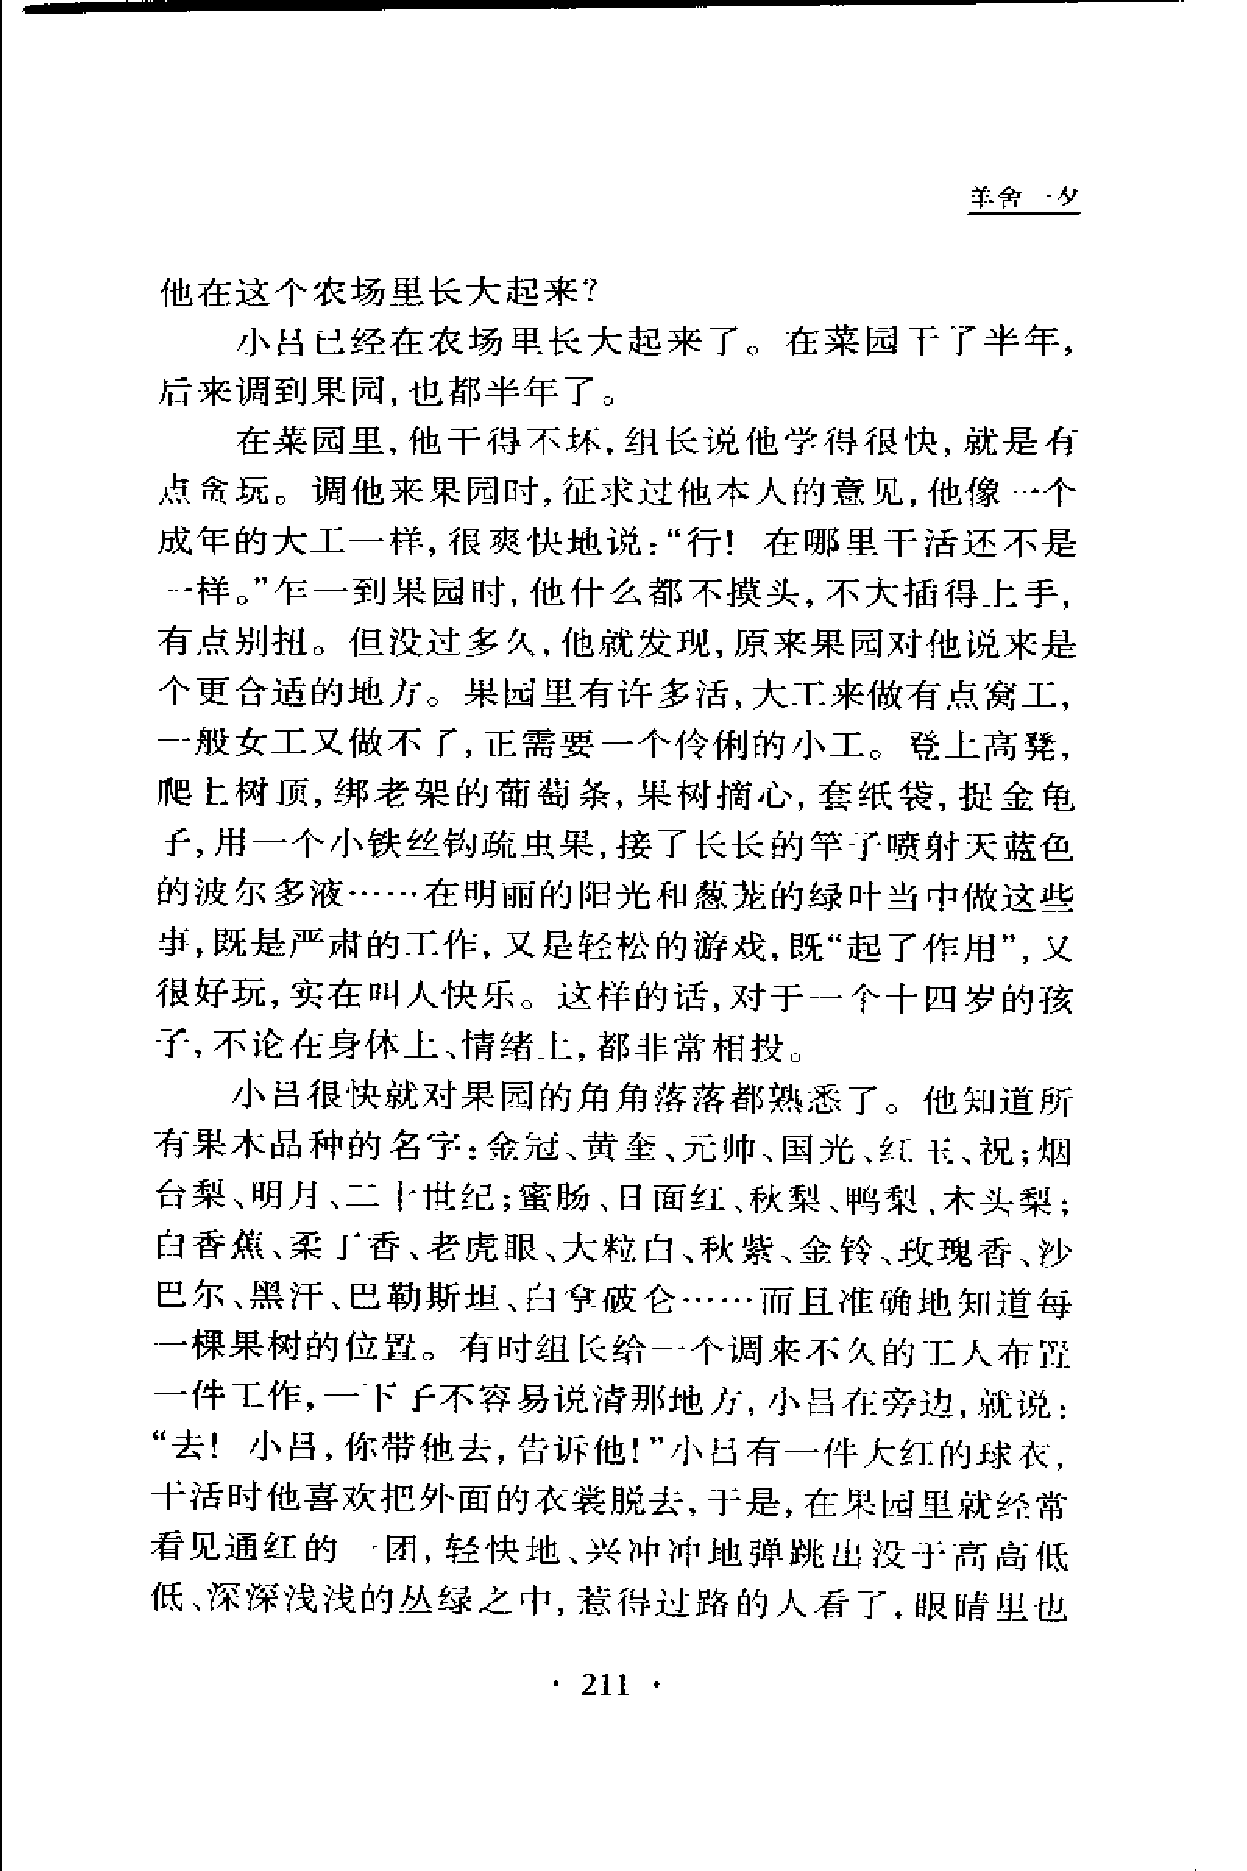 羊舍一夕
他在这个农场里长大起来?
小吕已经在农场里长大起来了。在菜园干了半年,
后来调到果园,也都半年了。
在菜园里,他干得不坏,组长说他学得很快,就是有
点贪玩。调他来果园时,征求过他本人的意见,他像一个
成年的大工一样,很爽快地说:“行! 在哪里干活还不是
一样。”乍一到果园时,他什么都不摸头,不大插得上手,
有点别扭。但没过多久,他就发现,原来果园对他说来是
个更合适的地方。果园里有许多活,大工来做有点窝工,
一般女工又做不了,正需要一个伶俐的小工。登上高凳,
爬上树顶,绑老架的葡萄条,果树摘心,套纸袋,捉金龟
子,用一个小铁丝钩疏虫果,接了长长的竿子喷射天蓝色
的波尔多液……在明丽的阳光和葱茏的绿叶当中做这些
事,既是严肃的工作,又是轻松的游戏,既“起了作用”,又
很好玩,实在叫人快乐。这样的话,对于一个十四岁的孩
子,不论在身体上、情绪上,都非常相投。
小吕很快就对果园的角角落落都熟悉了。他知道所
有果木品种的名字:金冠、黄奎、元帅、国光、红玉、祝;烟
台梨、明月、二十世纪;蜜肠、日面红、秋梨、鸭梨、木头梨;
白香蕉、柔丁香、老虎眼、大粒白、秋紫、金铃、玫瑰香、沙
巴尔、黑汗、巴勒斯坦、白拿破仑……而且准确地知道每
一棵果树的位置。有时组长给一个调来不久的工人布置
一件工作,一下子不容易说清那地方,小吕在旁边,就说:
“去! 小吕,你带他去,告诉他!”小吕有一件大红的球衣,
干活时他喜欢把外面的衣裳脱去,于是,在果园里就经常
看见通红的一团,轻快地、兴冲冲地弹跳出没于高高低
低、深深浅浅的丛绿之中,惹得过路的人看了,眼睛里也
· 211 ·